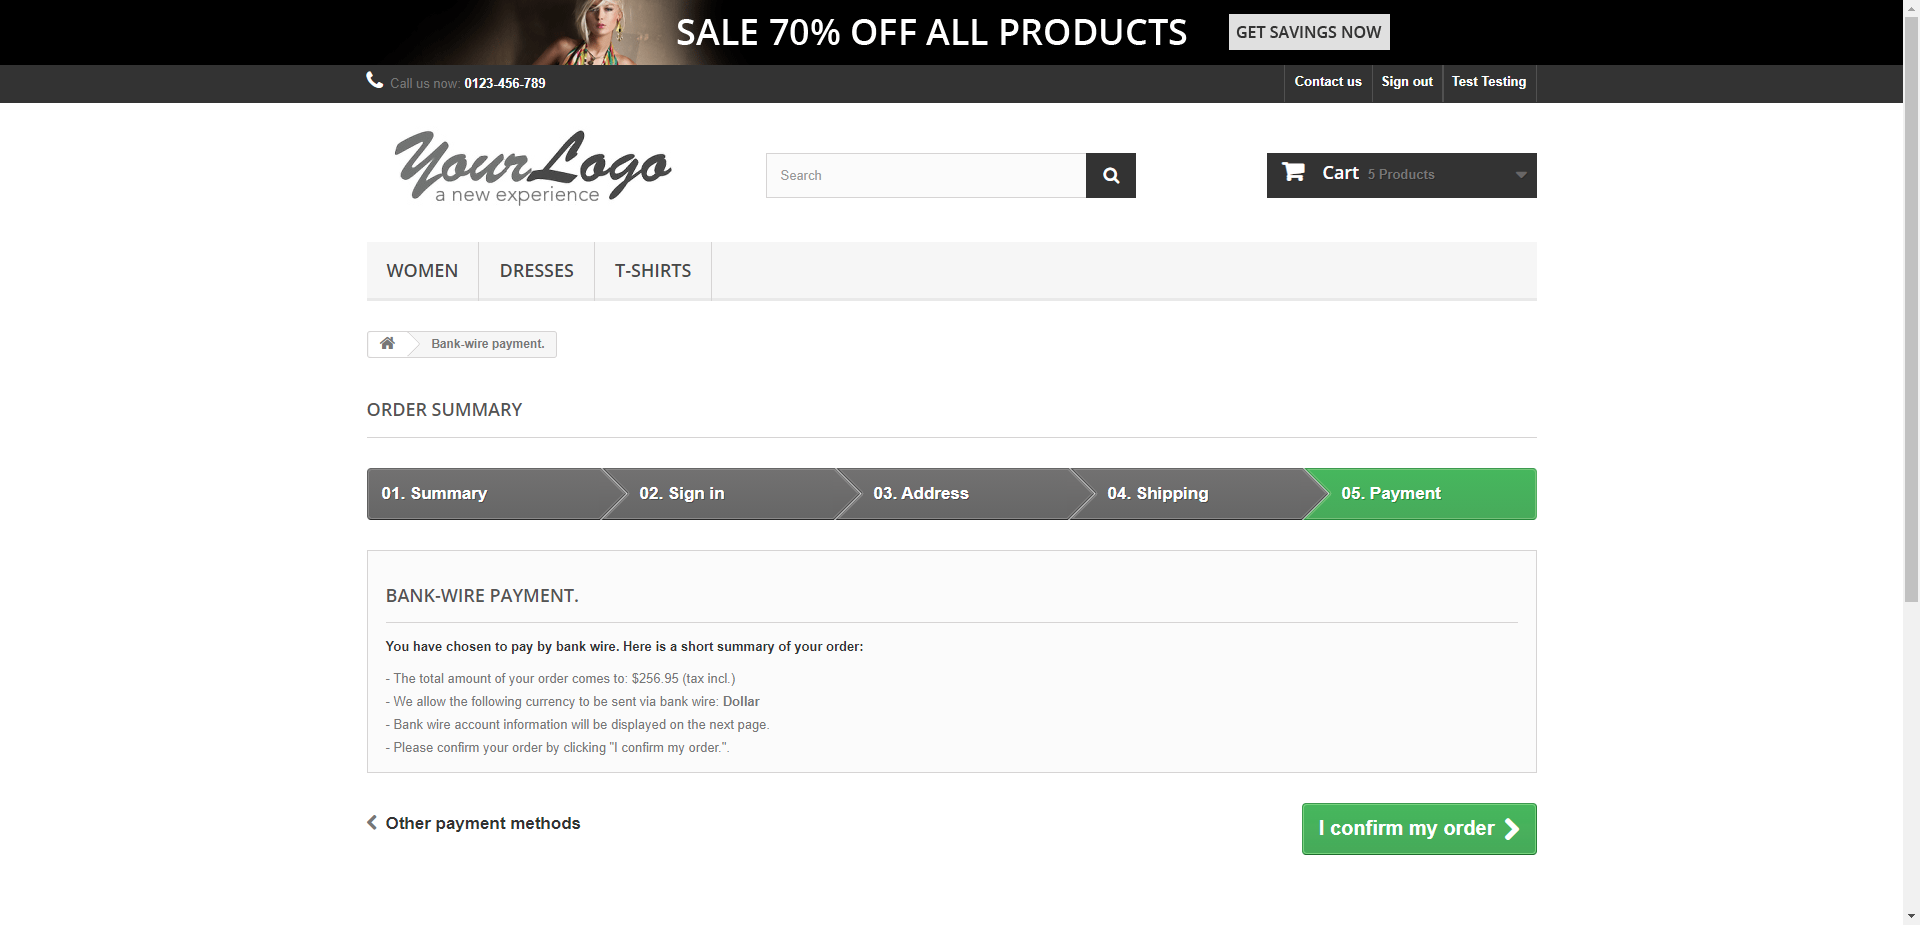 SALE 70% OFF ALL PRODUCTS GET SAVINGS NOW
Call us now: 0123-456-789 Contact us Sign out Test Testing
YourLogo
a new experience
Search
Cart 5 Products
WOMEN DRESSES T-SHIRTS
Bank-wire payment.
ORDER SUMMARY
01. Summary 02. Sign in 03. Address 04. Shipping 05. Payment
BANK-WIRE PAYMENT.
You have chosen to pay by bank wire. Here is a short summary of your order:
- The total amount of your order comes to: $256.95 (tax incl.)
- We allow the following currency to be sent via bank wire: Dollar
- Bank wire account information will be displayed on the next page.
- Please confirm your order by clicking "I confirm my order.".
Other payment methods I confirm my order